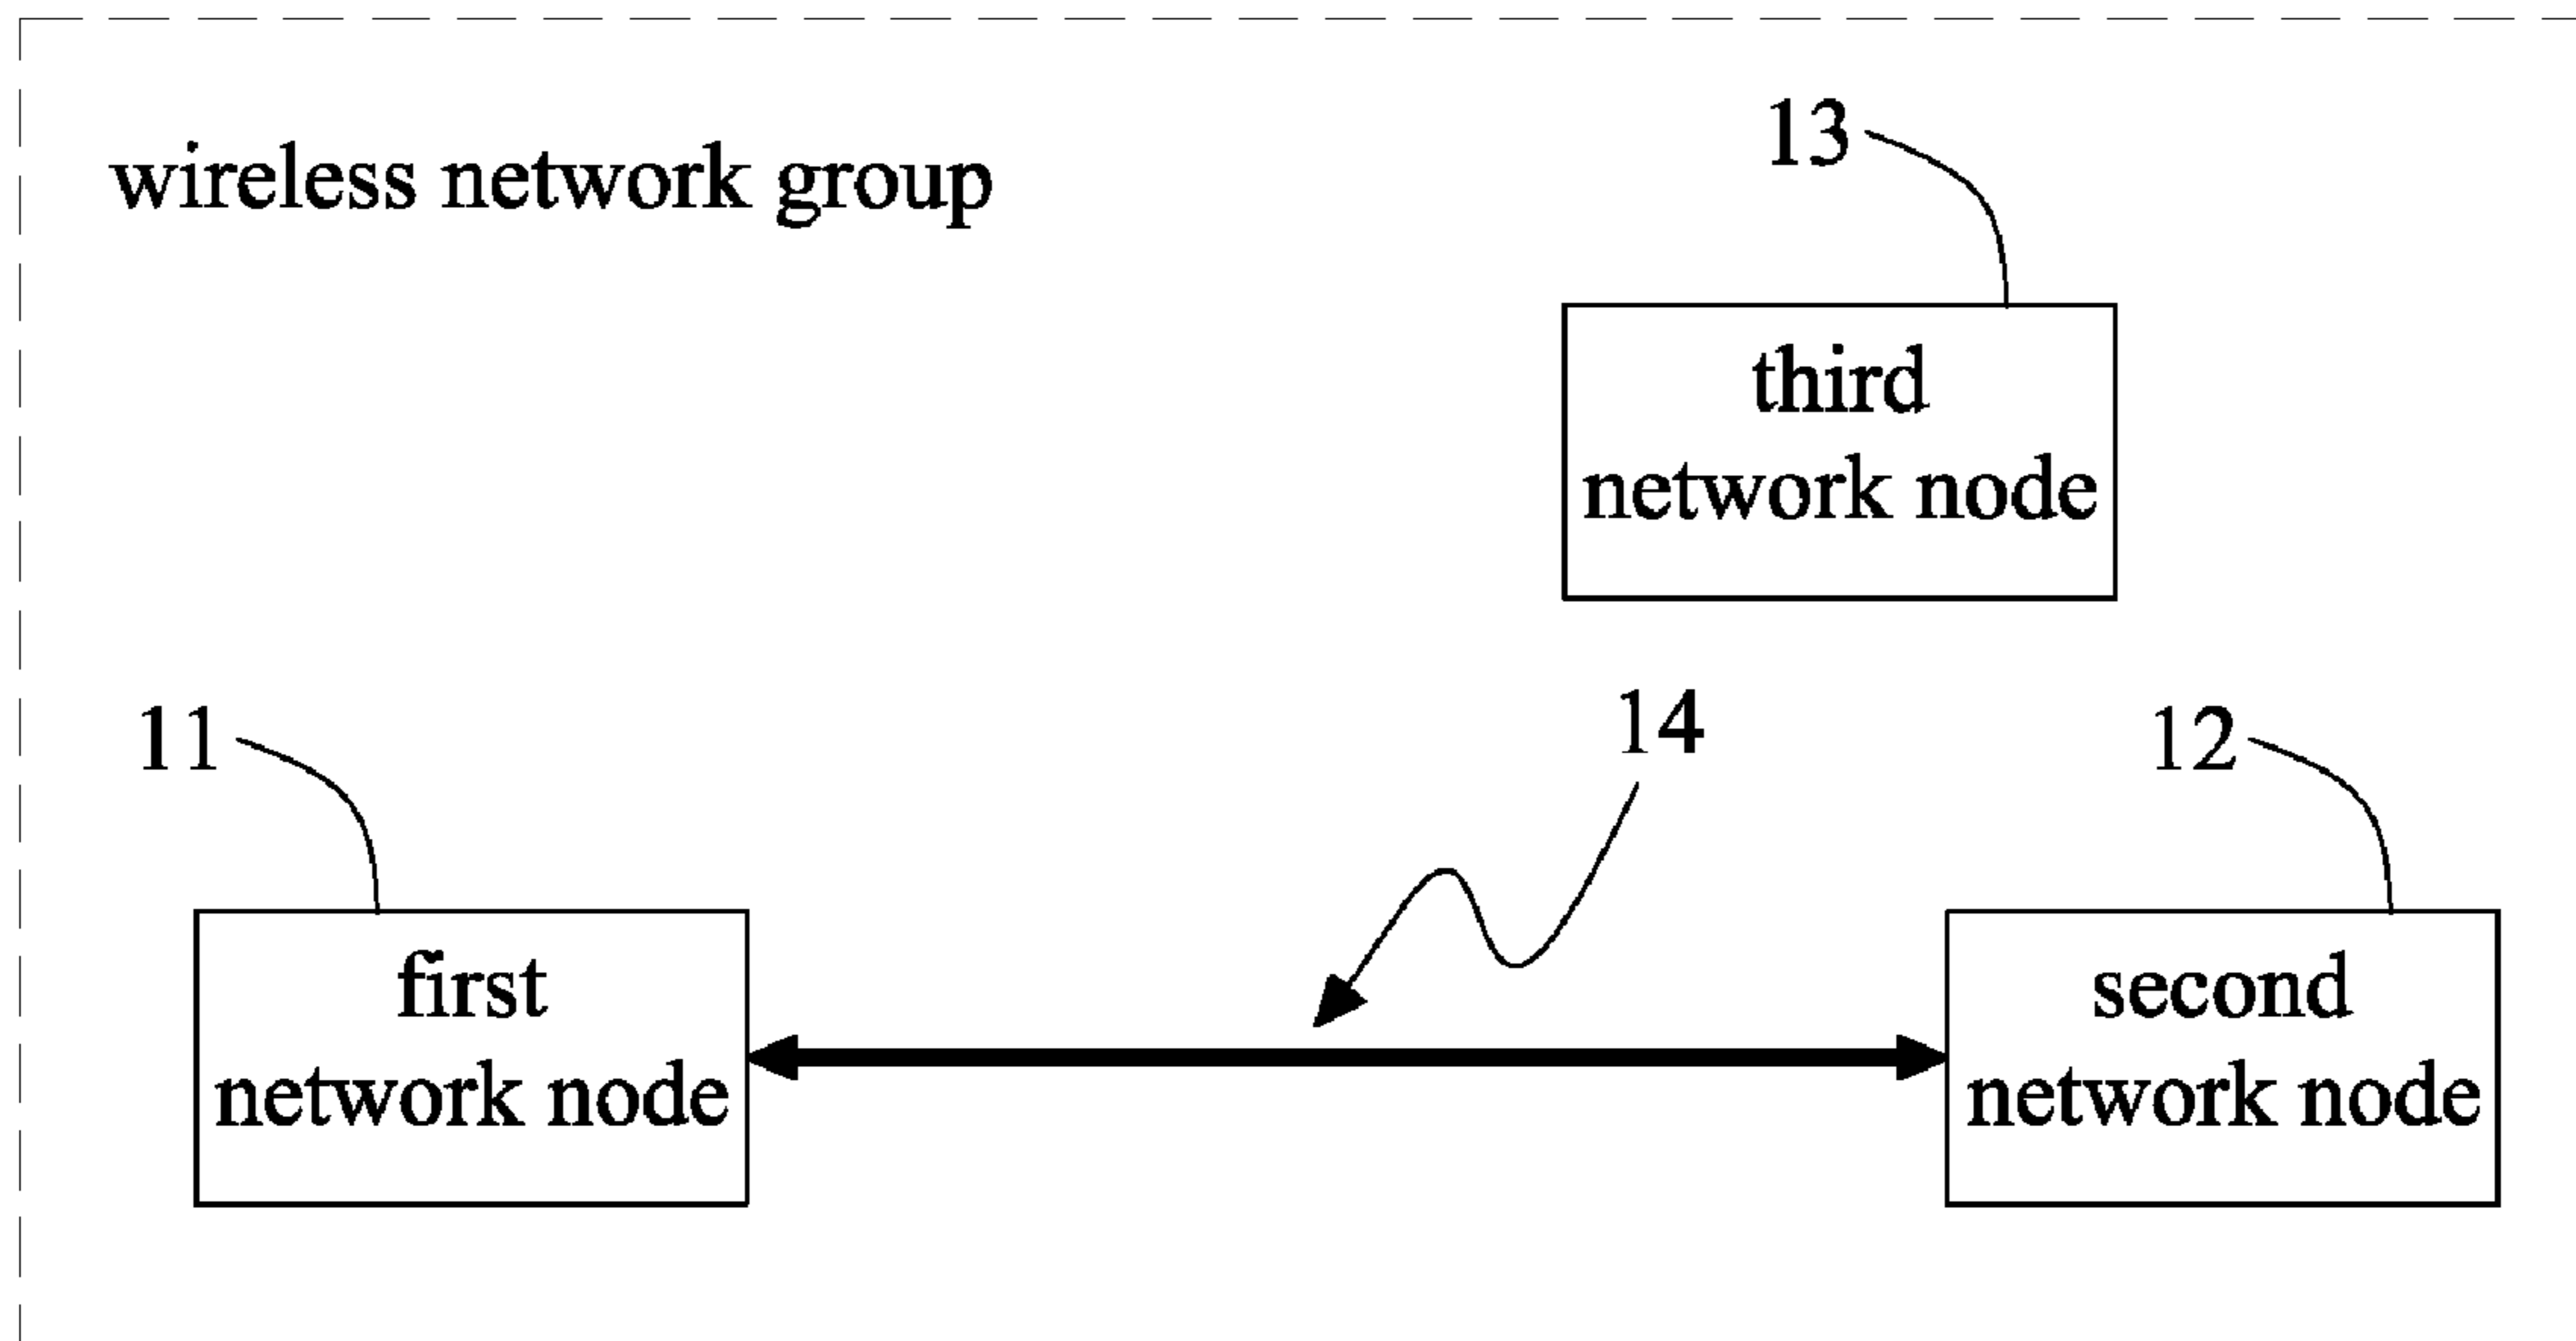 wireless network group
13
third
network node
11
14
12
first
network node
second
network node